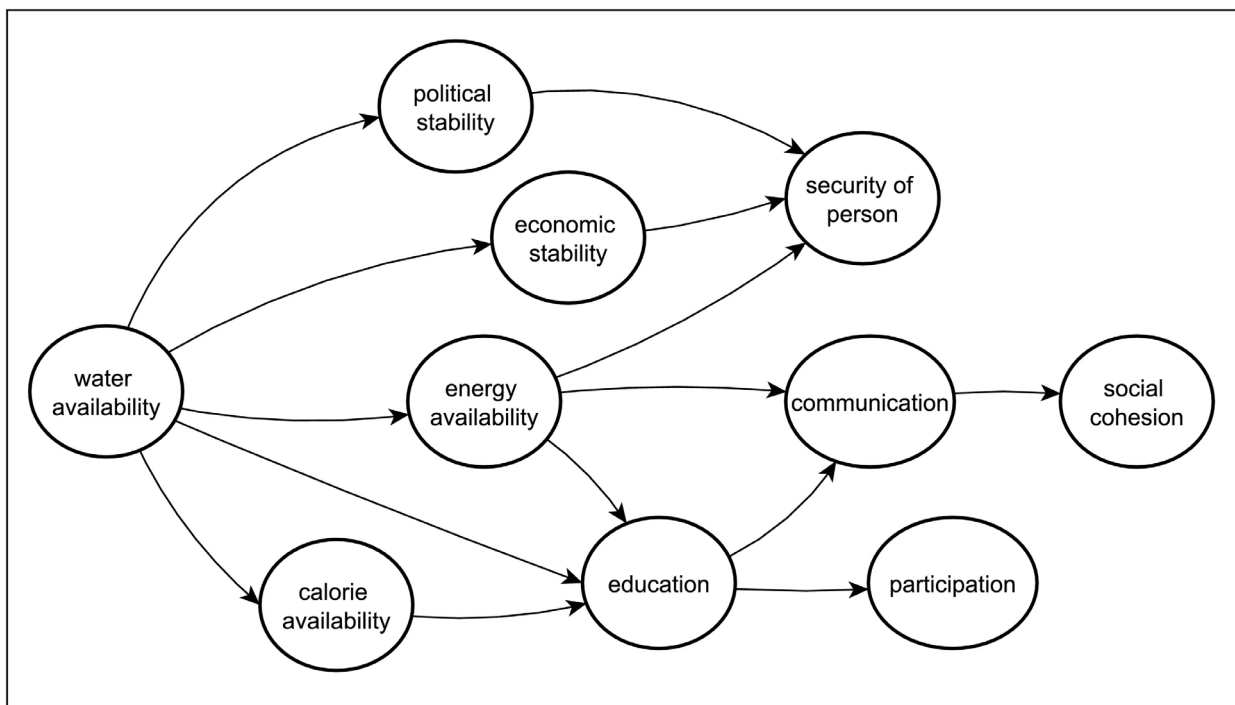 political
stability
security of
person
economic
stability
water
availability
energy
availability
communication
social
cohesion
calorie
availability
education
participation